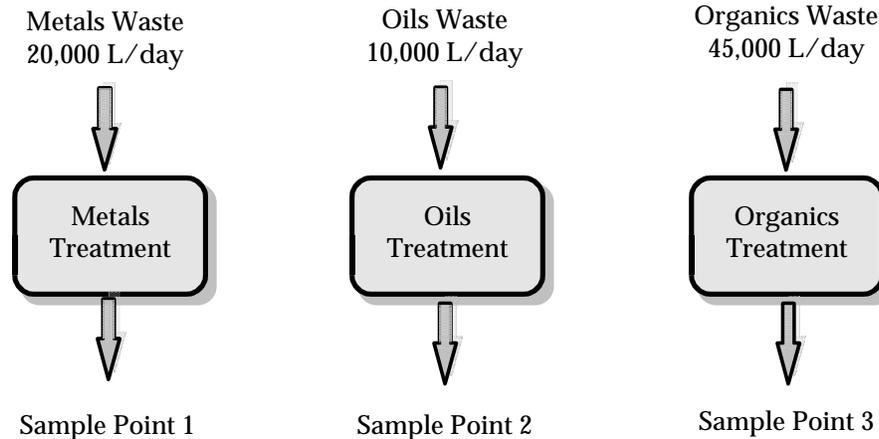 Metals Waste
20,000 L/day
Oils Waste
10,000 L/day
Organics Waste
45,000 L/day
Metals
Treatment
Oils
Treatment
Organics
Treatment
Sample Point 1
Sample Point 2
Sample Point 3